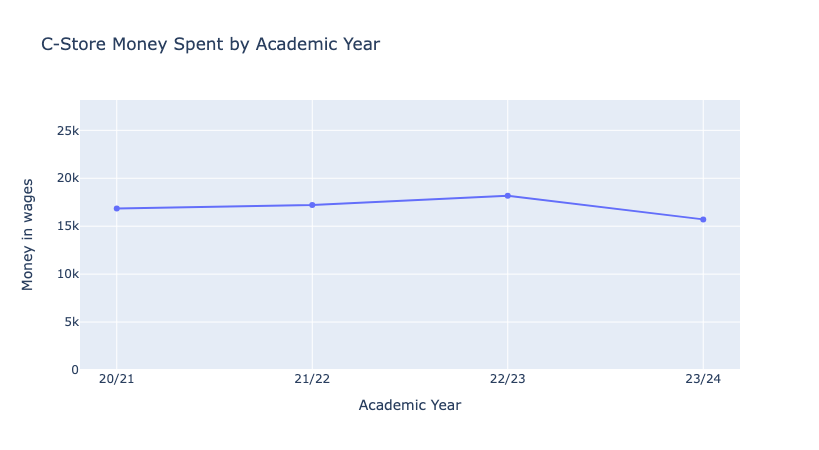 C-Store Money Spent by Academic Year
25k
20k
15k
10k
5k
0
Money in wages
20/21 21/22 22/23 23/24
Academic Year